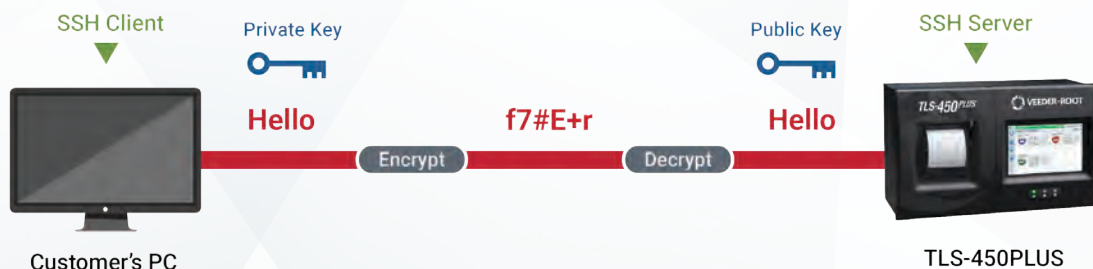 SSH Client
Private Key
Public Key
SSH Server
Hello
f7#E+r
Hello
TLS-450PLUS
VEEDER-ROOT
Encrypt
Decrypt
Customer's PC
TLS-450PLUS